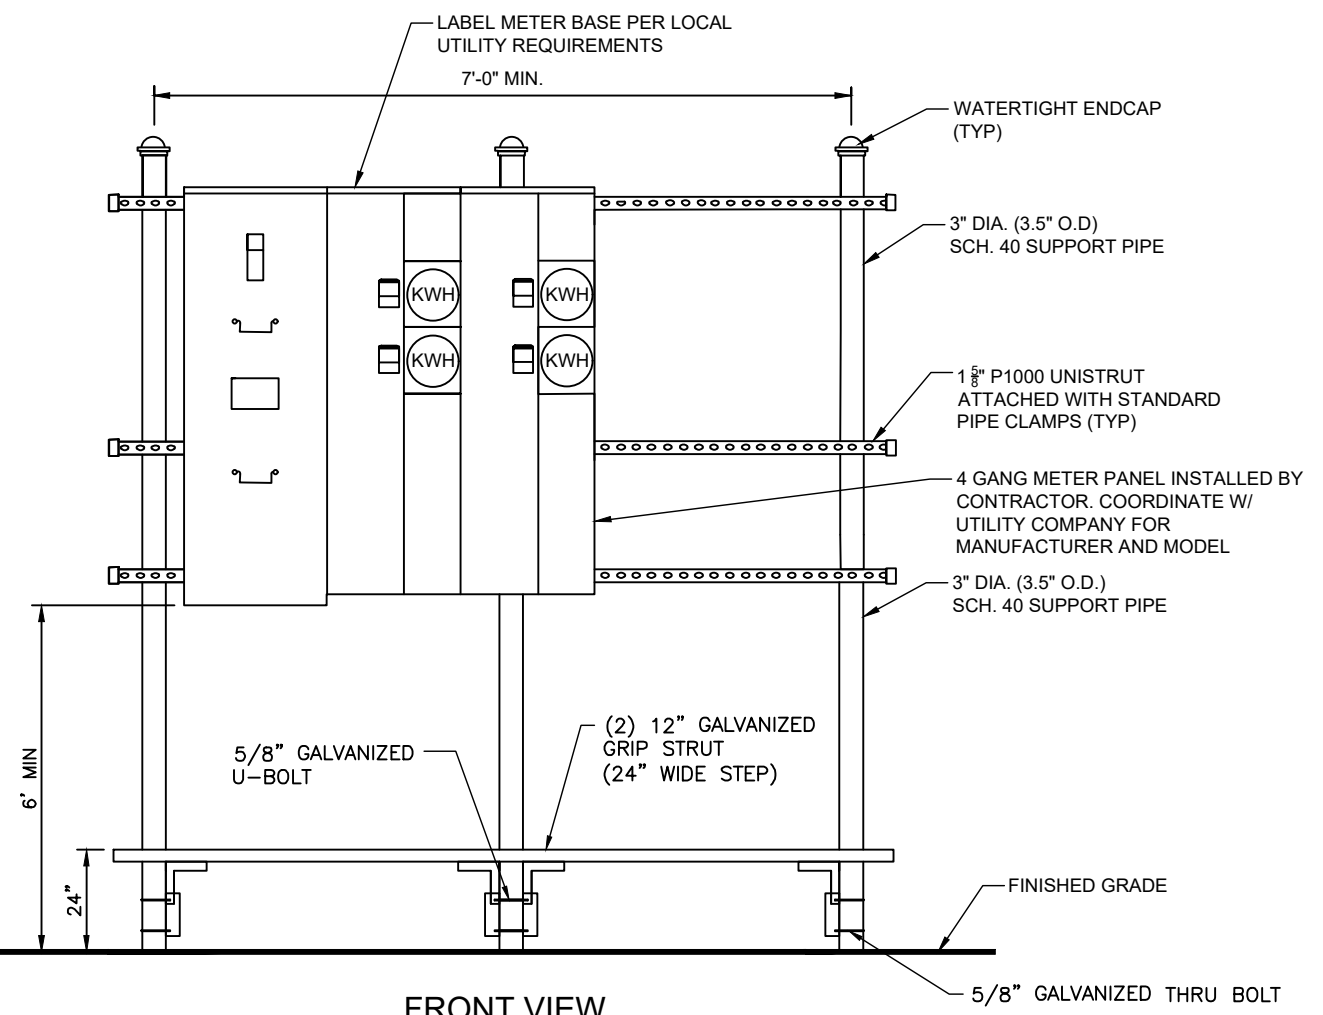 LABEL METER BASE PER LOCAL
UTILITY REQUIREMENTS
7'-0" MIN.
WATERTIGHT ENDCAP
(TYP)
3" DIA. (3.5" O.D)
SCH. 40 SUPPORT PIPE
KWH
KWH
KWH
KWH
1 5/8" P1000 UNISTRUT
ATTACHED WITH STANDARD
PIPE CLAMPS (TYP)
4 GANG METER PANEL INSTALLED BY
CONTRACTOR. COORDINATE W/
UTILITY COMPANY FOR
MANUFACTURER AND MODEL
3" DIA. (3.5" O.D.)
SCH. 40 SUPPORT PIPE
(2) 12" GALVANIZED
GRIP STRUT
(24" WIDE STEP)
5/8" GALVANIZED
U-BOLT
6' MIN
24"
FINISHED GRADE
5/8" GALVANIZED THRU BOLT
FRONT VIEW